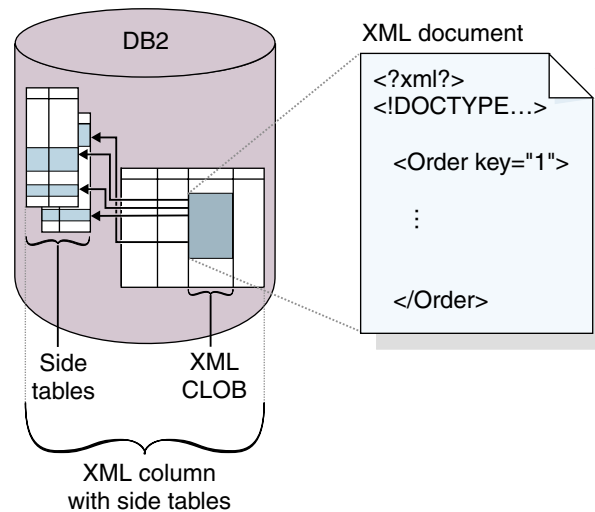 DB2
XML document
<?xml?>
<!DOCTYPE…>
<Order key="1">
⋮
</Order>
Side
tables
XML
CLOB
XML column
with side tables